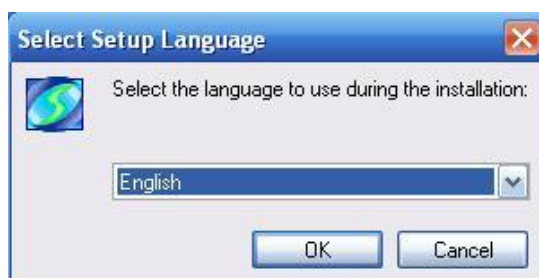 Select Setup Language
Select the language to use during the installation:
English
OK
Cancel